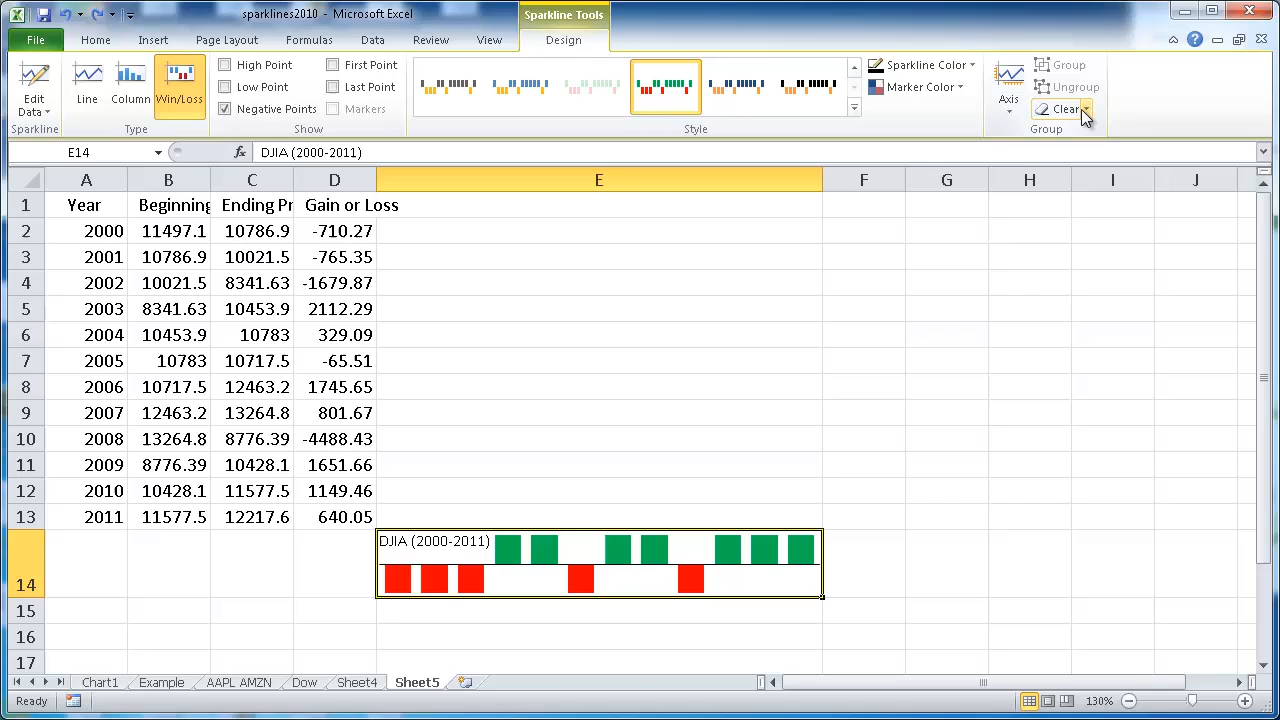 sparklines2010 - Microsoft Excel
Sparkline Tools
File Home Insert Page Layout Formulas Data Review View Design
Edit Data
Line
Column
Win/Loss
High Point
Low Point
Negative Points
First Point
Last Point
Markers
Sparkline Color
Marker Color
Axis
Group
Ungroup
Clear
Sparkline Type Show Style Group
E14 fx DJIA (2000-2011)
A B C D E F G H I J
1 Year Beginning Ending Pr Gain or Loss
2 2000 11497.1 10786.9 -710.27
3 2001 10786.9 10021.5 -765.35
4 2002 10021.5 8341.63 -1679.87
5 2003 8341.63 10453.9 2112.29
6 2004 10453.9 10783 329.09
7 2005 10783 10717.5 -65.51
8 2006 10717.5 12463.2 1745.65
9 2007 12463.2 13264.8 801.67
10 2008 13264.8 8776.39 -4488.43
11 2009 8776.39 10428.1 1651.66
12 2010 10428.1 11577.5 1149.46
13 2011 11577.5 12217.6 640.05
DJIA (2000-2011)
14
15
16
17
Chart1 Example AAPL AMZN Dow Sheet4 Sheet5
Ready 130%